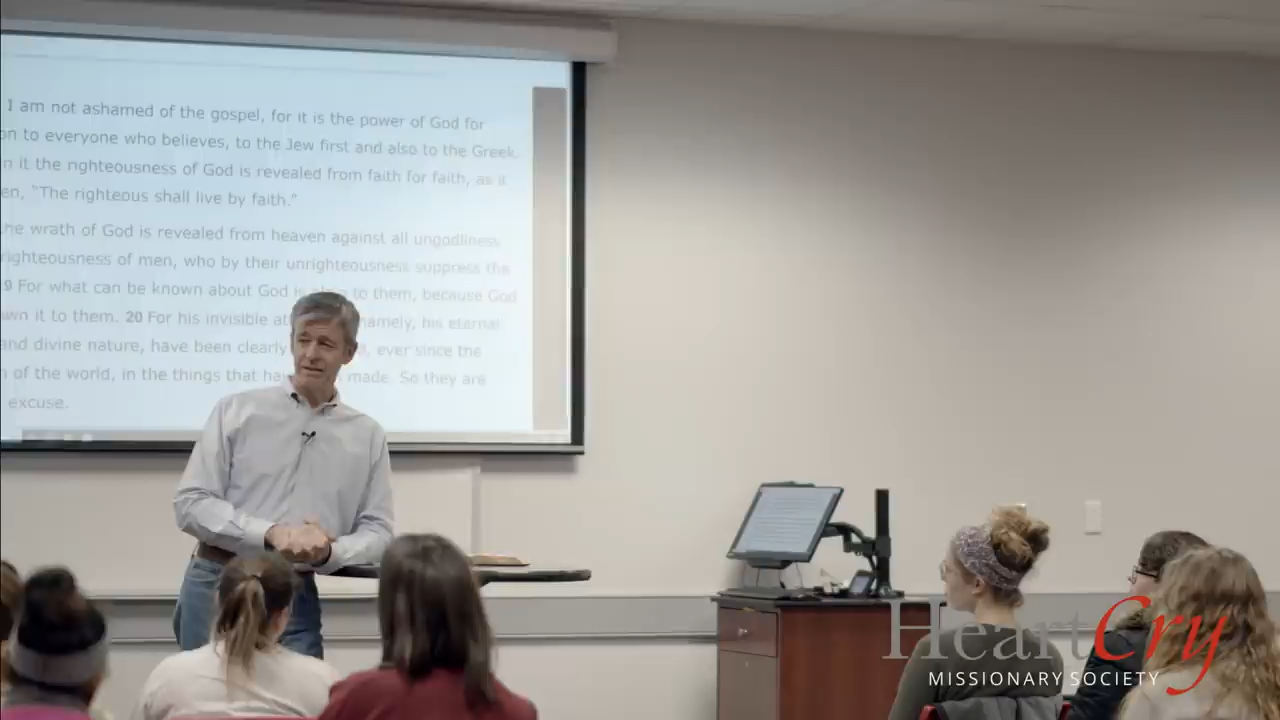 I am not ashamed of the gospel, for it is the power of God for
on to everyone who believes, to the Jew first and also to the Greek.
n it the righteousness of God is revealed from faith for faith, as it
en, “The righteous shall live by faith.”
he wrath of God is revealed from heaven against all ungodliness
righteousness of men, who by their unrighteousness suppress the
9 For what can be known about God is to them, because God
wn it to them. 20 For his invisible at namely, his eternal
and divine nature, have been clearly , ever since the
n of the world, in the things that ha made. So they are
excuse.
HeartCry
MISSIONARY SOCIETY